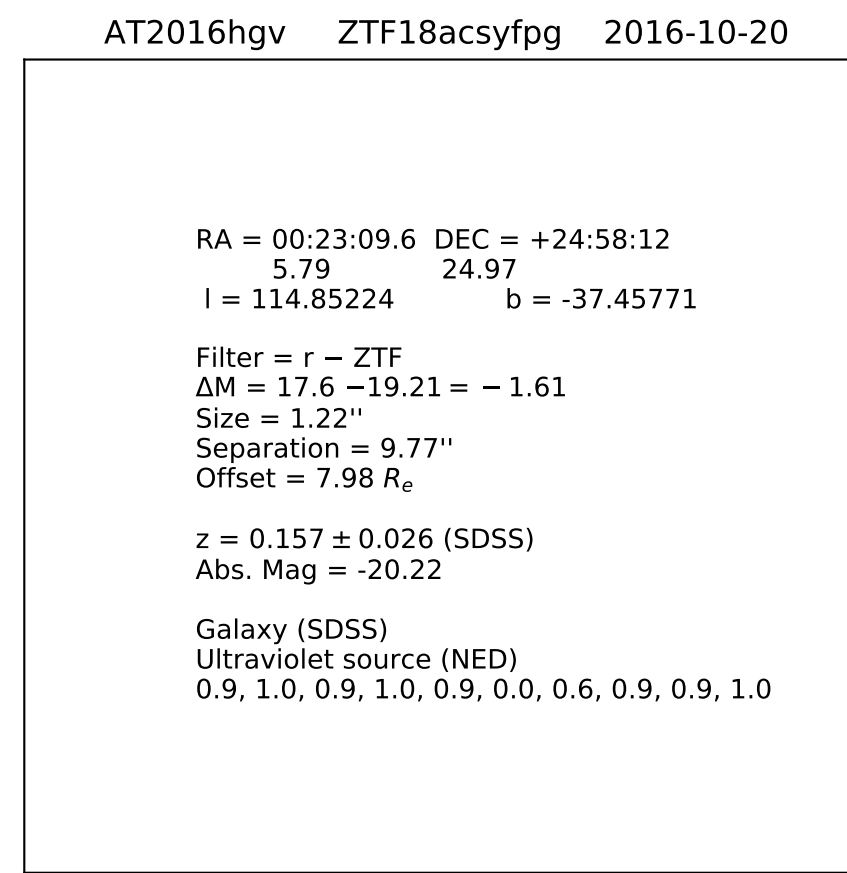 AT2016hgv ZTF18acsyfpg 2016-10-20
RA = 00:23:09.6 DEC = +24:58:12
5.79 24.97
l = 114.85224 b = -37.45771
Filter = r − ZTF
ΔM = 17.6 −19.21 = − 1.61
Size = 1.22''
Separation = 9.77''
Offset = 7.98 Rₑ
z = 0.157 ± 0.026 (SDSS)
Abs. Mag = -20.22
Galaxy (SDSS)
Ultraviolet source (NED)
0.9, 1.0, 0.9, 1.0, 0.9, 0.0, 0.6, 0.9, 0.9, 1.0